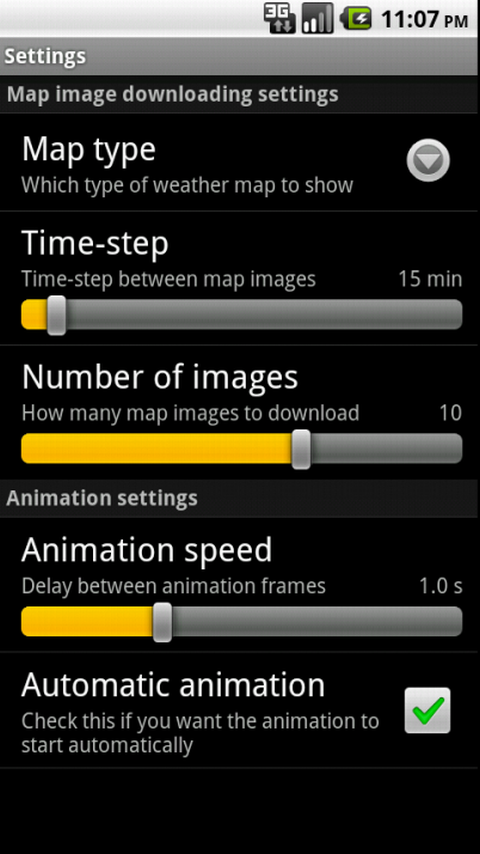 3G 11:07 PM
Settings
Map image downloading settings
Map type
Which type of weather map to show
Time-step
Time-step between map images 15 min
Number of images
How many map images to download 10
Animation settings
Animation speed
Delay between animation frames 1.0 s
Automatic animation
Check this if you want the animation to
start automatically